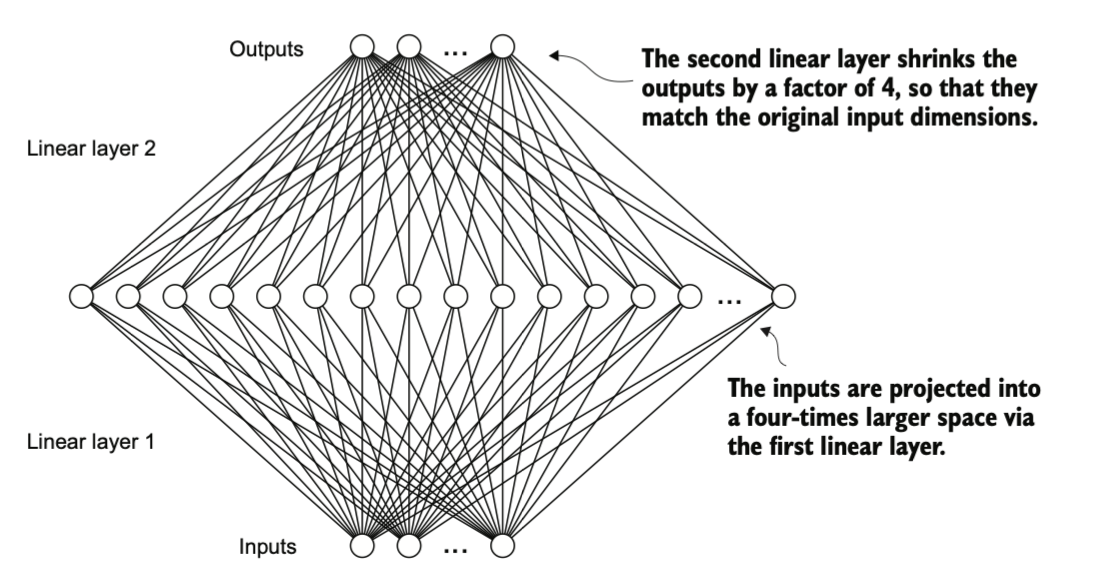 Outputs
...
The second linear layer shrinks the
outputs by a factor of 4, so that they
match the original input dimensions.
Linear layer 2
...
The inputs are projected into
a four-times larger space via
the first linear layer.
Linear layer 1
Inputs
...